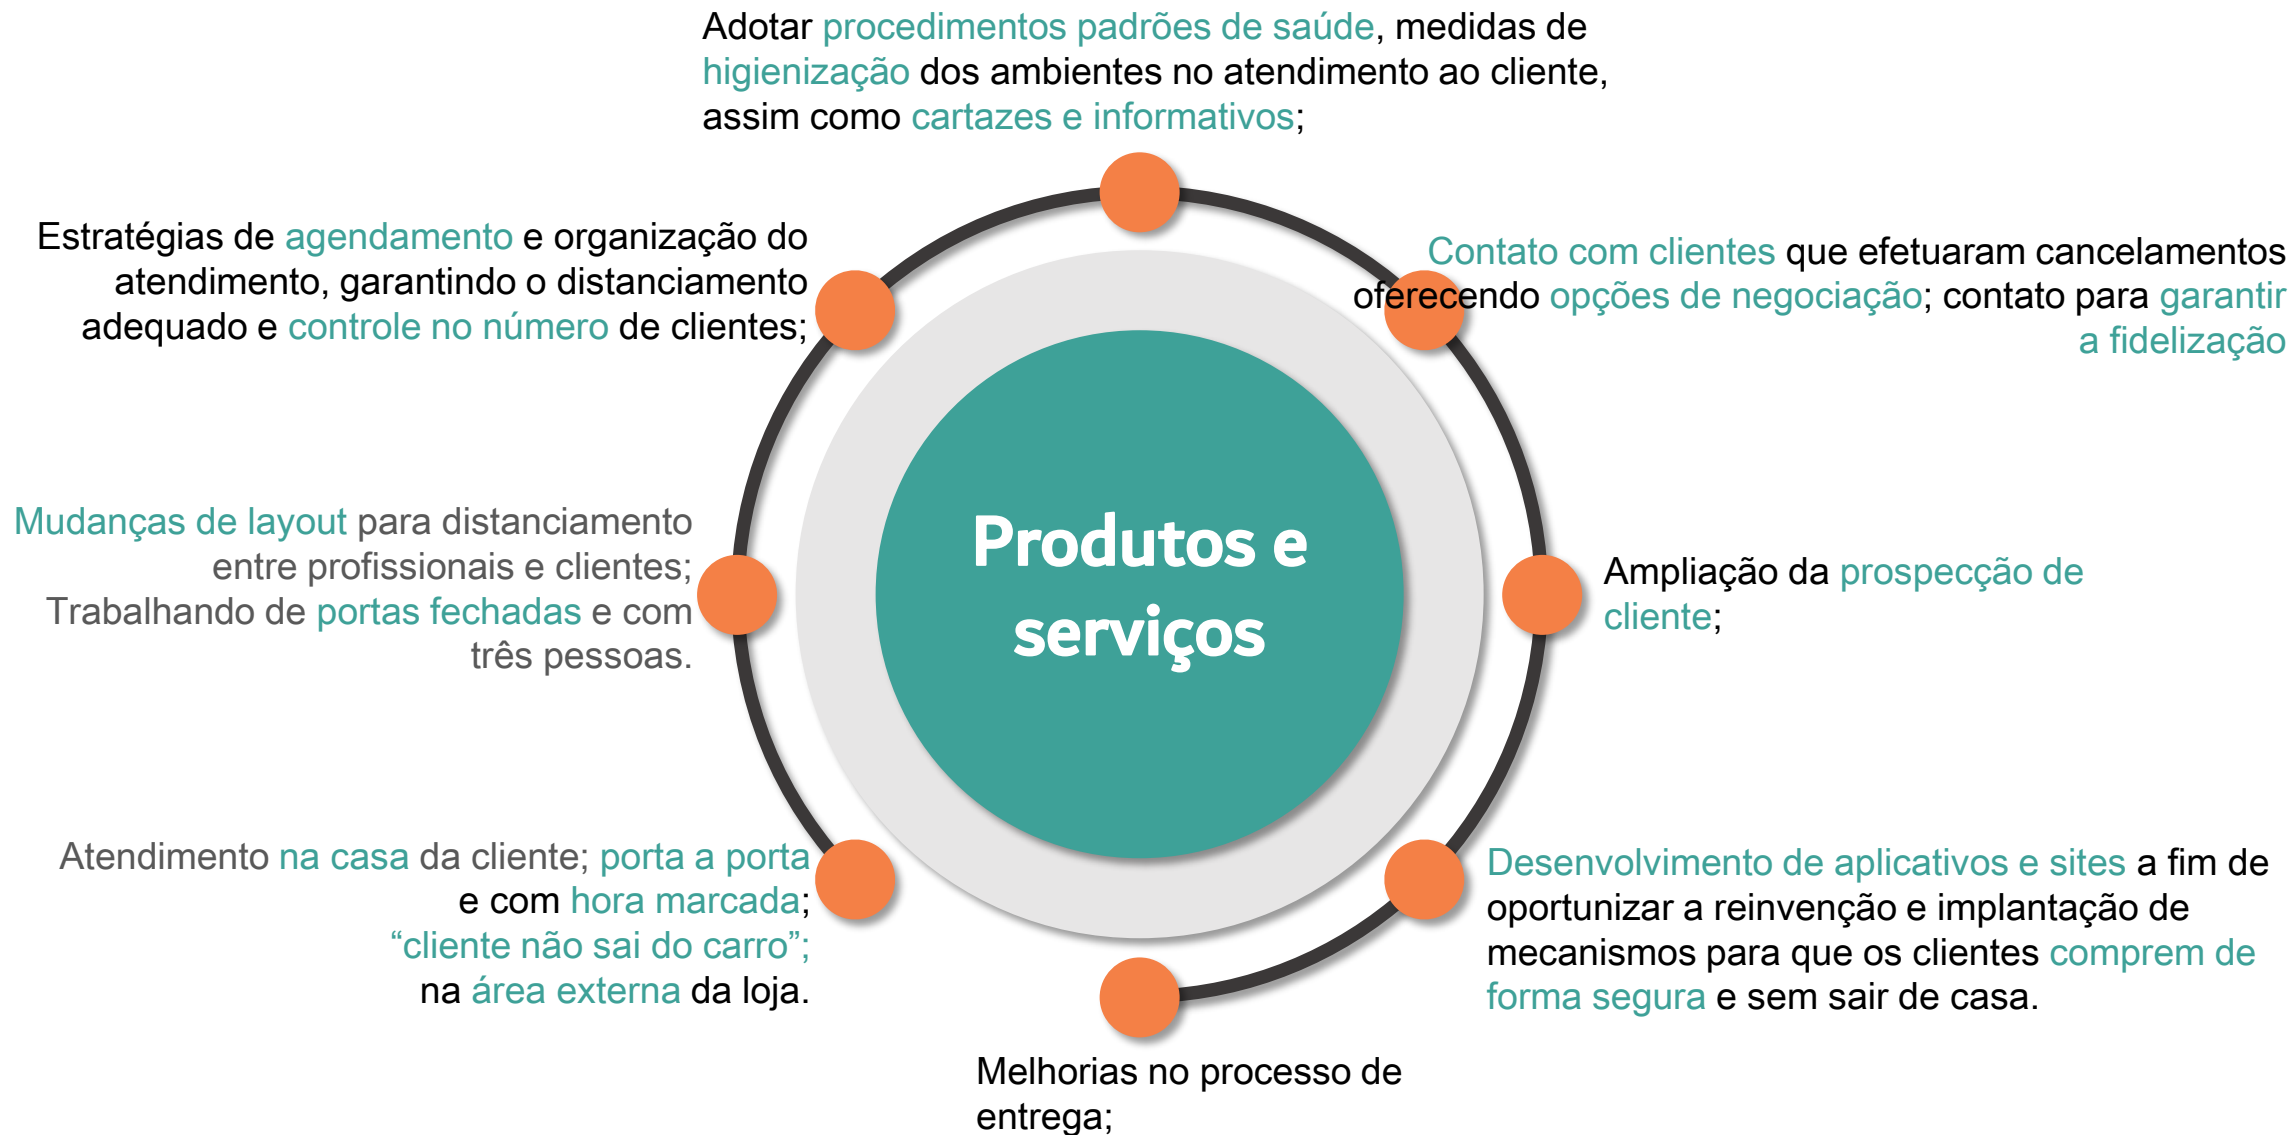 Adotar procedimentos padrões de saúde, medidas de
higienização dos ambientes no atendimento ao cliente,
assim como cartazes e informativos;
Estratégias de agendamento e organização do
atendimento, garantindo o distanciamento
adequado e controle no número de clientes;
Contato com clientes que efetuaram cancelamentos
oferecendo opções de negociação; contato para garantir
a fidelização
Mudanças de layout para distanciamento
entre profissionais e clientes;
Trabalhando de portas fechadas e com
três pessoas.
Produtos e
serviços
Ampliação da prospecção de
cliente;
Atendimento na casa da cliente; porta a porta
e com hora marcada;
“cliente não sai do carro”;
na área externa da loja.
Desenvolvimento de aplicativos e sites a fim de
oportunizar a reinvenção e implantação de
mecanismos para que os clientes comprem de
forma segura e sem sair de casa.
Melhorias no processo de
entrega;